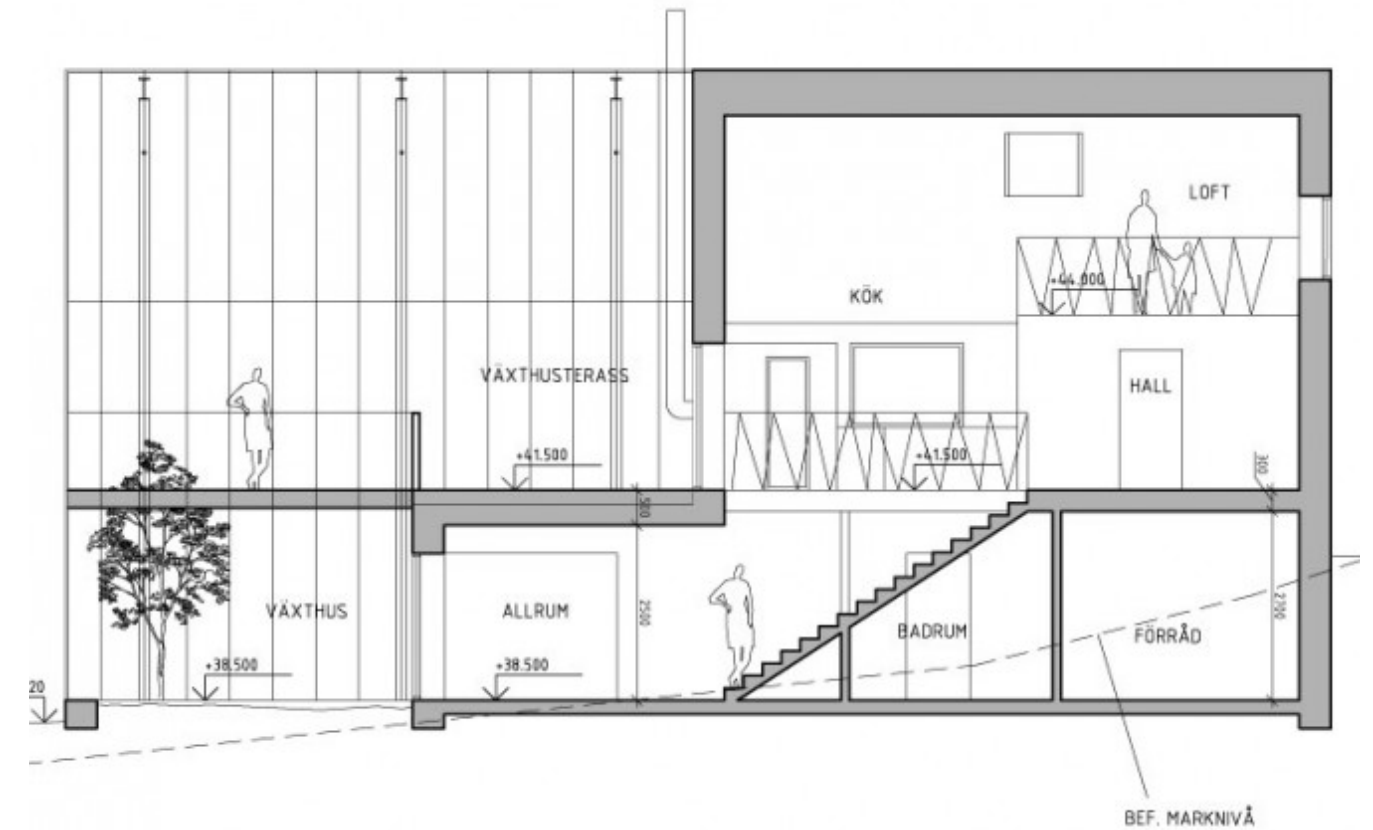 LOFT
+44.000
KÖK
VÄXTHUSTERASS
HALL
+41.500
+41.500
300
500
VÄXTHUS
ALLRUM
2500
BADRUM
FÖRRÅD
2700
+38.500
+38.500
20
BEF. MARKNIVÅ